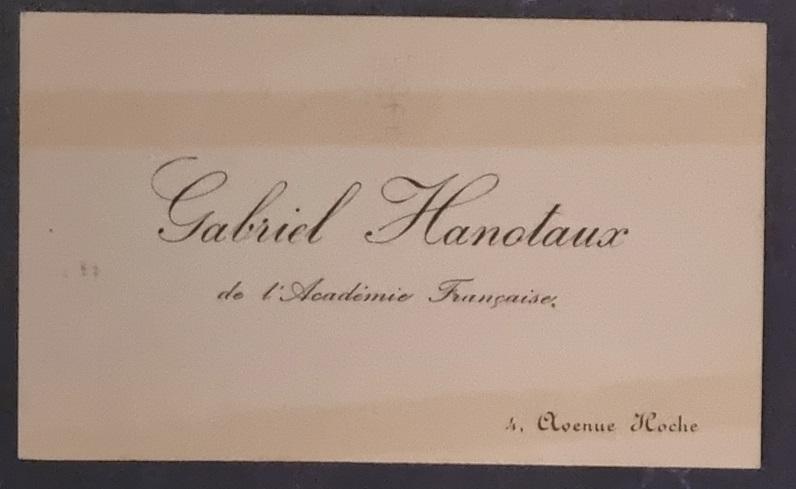 Gabriel Hanotaux
de l'Académie Française.
4, Avenue Hoche